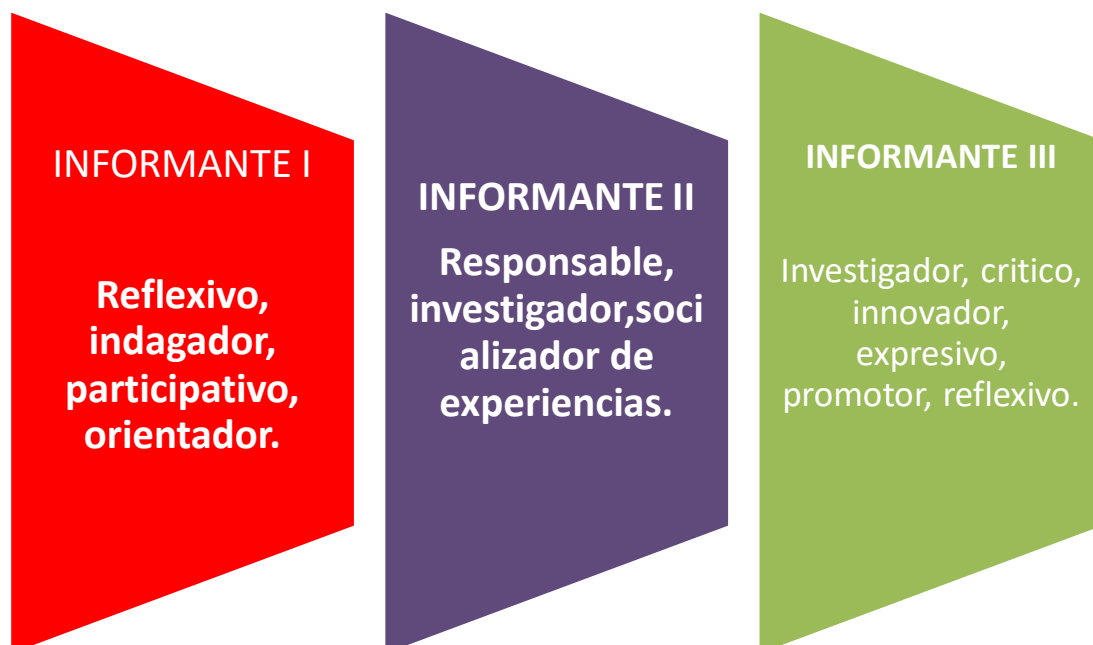 INFORMANTE I
Reflexivo,
indagador,
participativo,
orientador.
INFORMANTE II
Responsable,
investigador,soci
alizador de
experiencias.
INFORMANTE III
Investigador, critico,
innovador,
expresivo,
promotor, reflexivo.